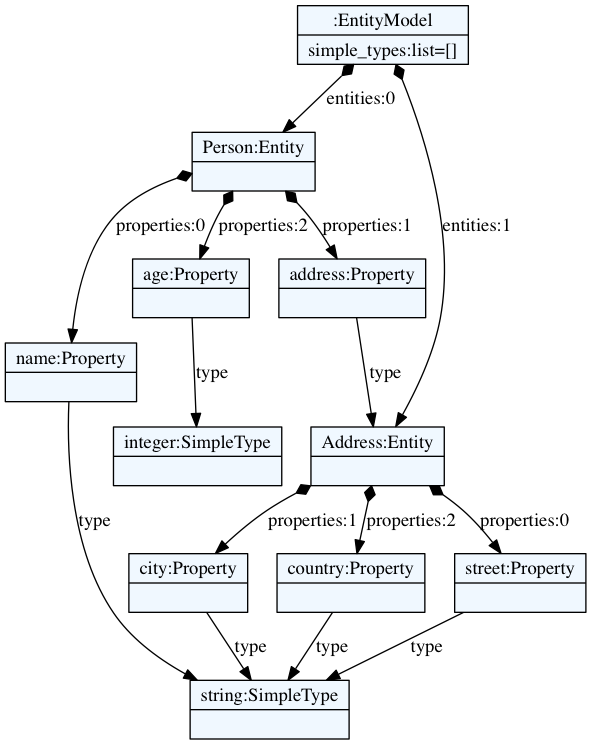 :EntityModel
simple_types:list=[]
entities:0
Person:Entity
properties:0
properties:2
properties:1
entities:1
age:Property
address:Property
name:Property
type
type
integer:SimpleType
Address:Entity
type
properties:1
properties:2
properties:0
city:Property
country:Property
street:Property
type
type
type
string:SimpleType